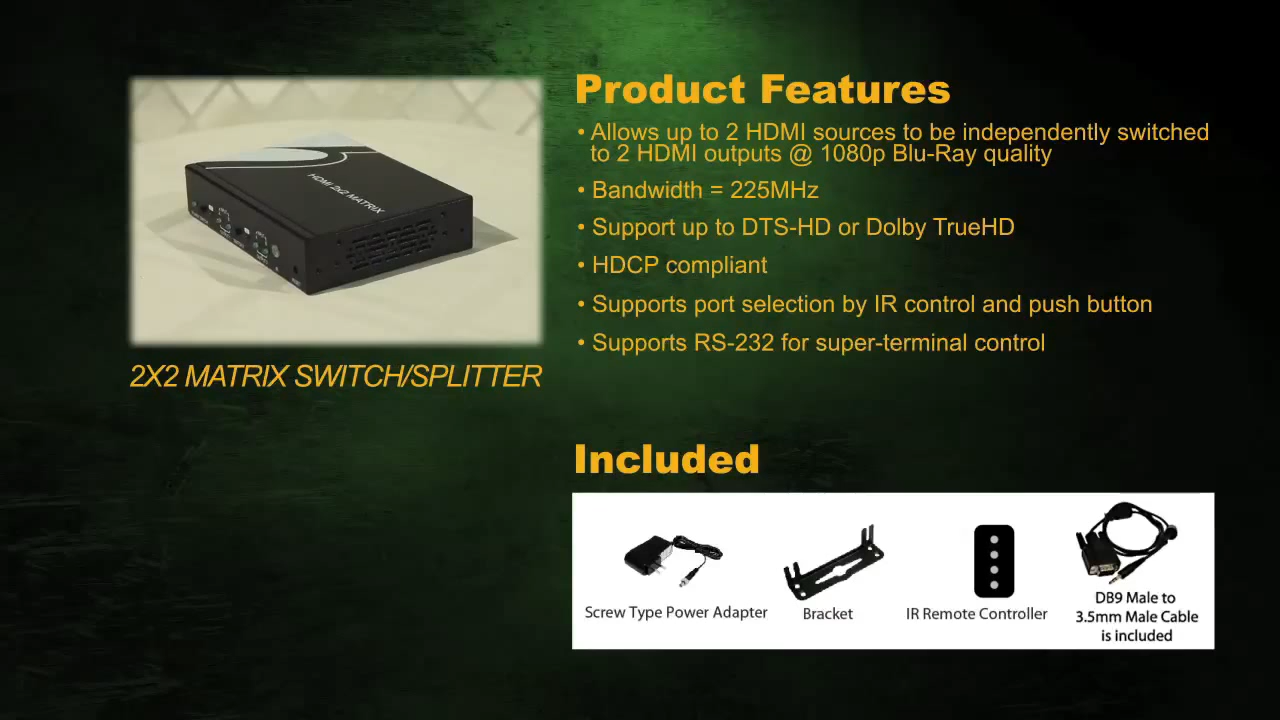 Product Features
• Allows up to 2 HDMI sources to be independently switched
to 2 HDMI outputs @ 1080p Blu-Ray quality
• Bandwidth = 225MHz
• Support up to DTS-HD or Dolby TrueHD
• HDCP compliant
• Supports port selection by IR control and push button
• Supports RS-232 for super-terminal control
HDMI 2x2 MATRIX
2X2 MATRIX SWITCH/SPLITTER
Included
Screw Type Power Adapter
Bracket
IR Remote Controller
DB9 Male to
3.5mm Male Cable
is included